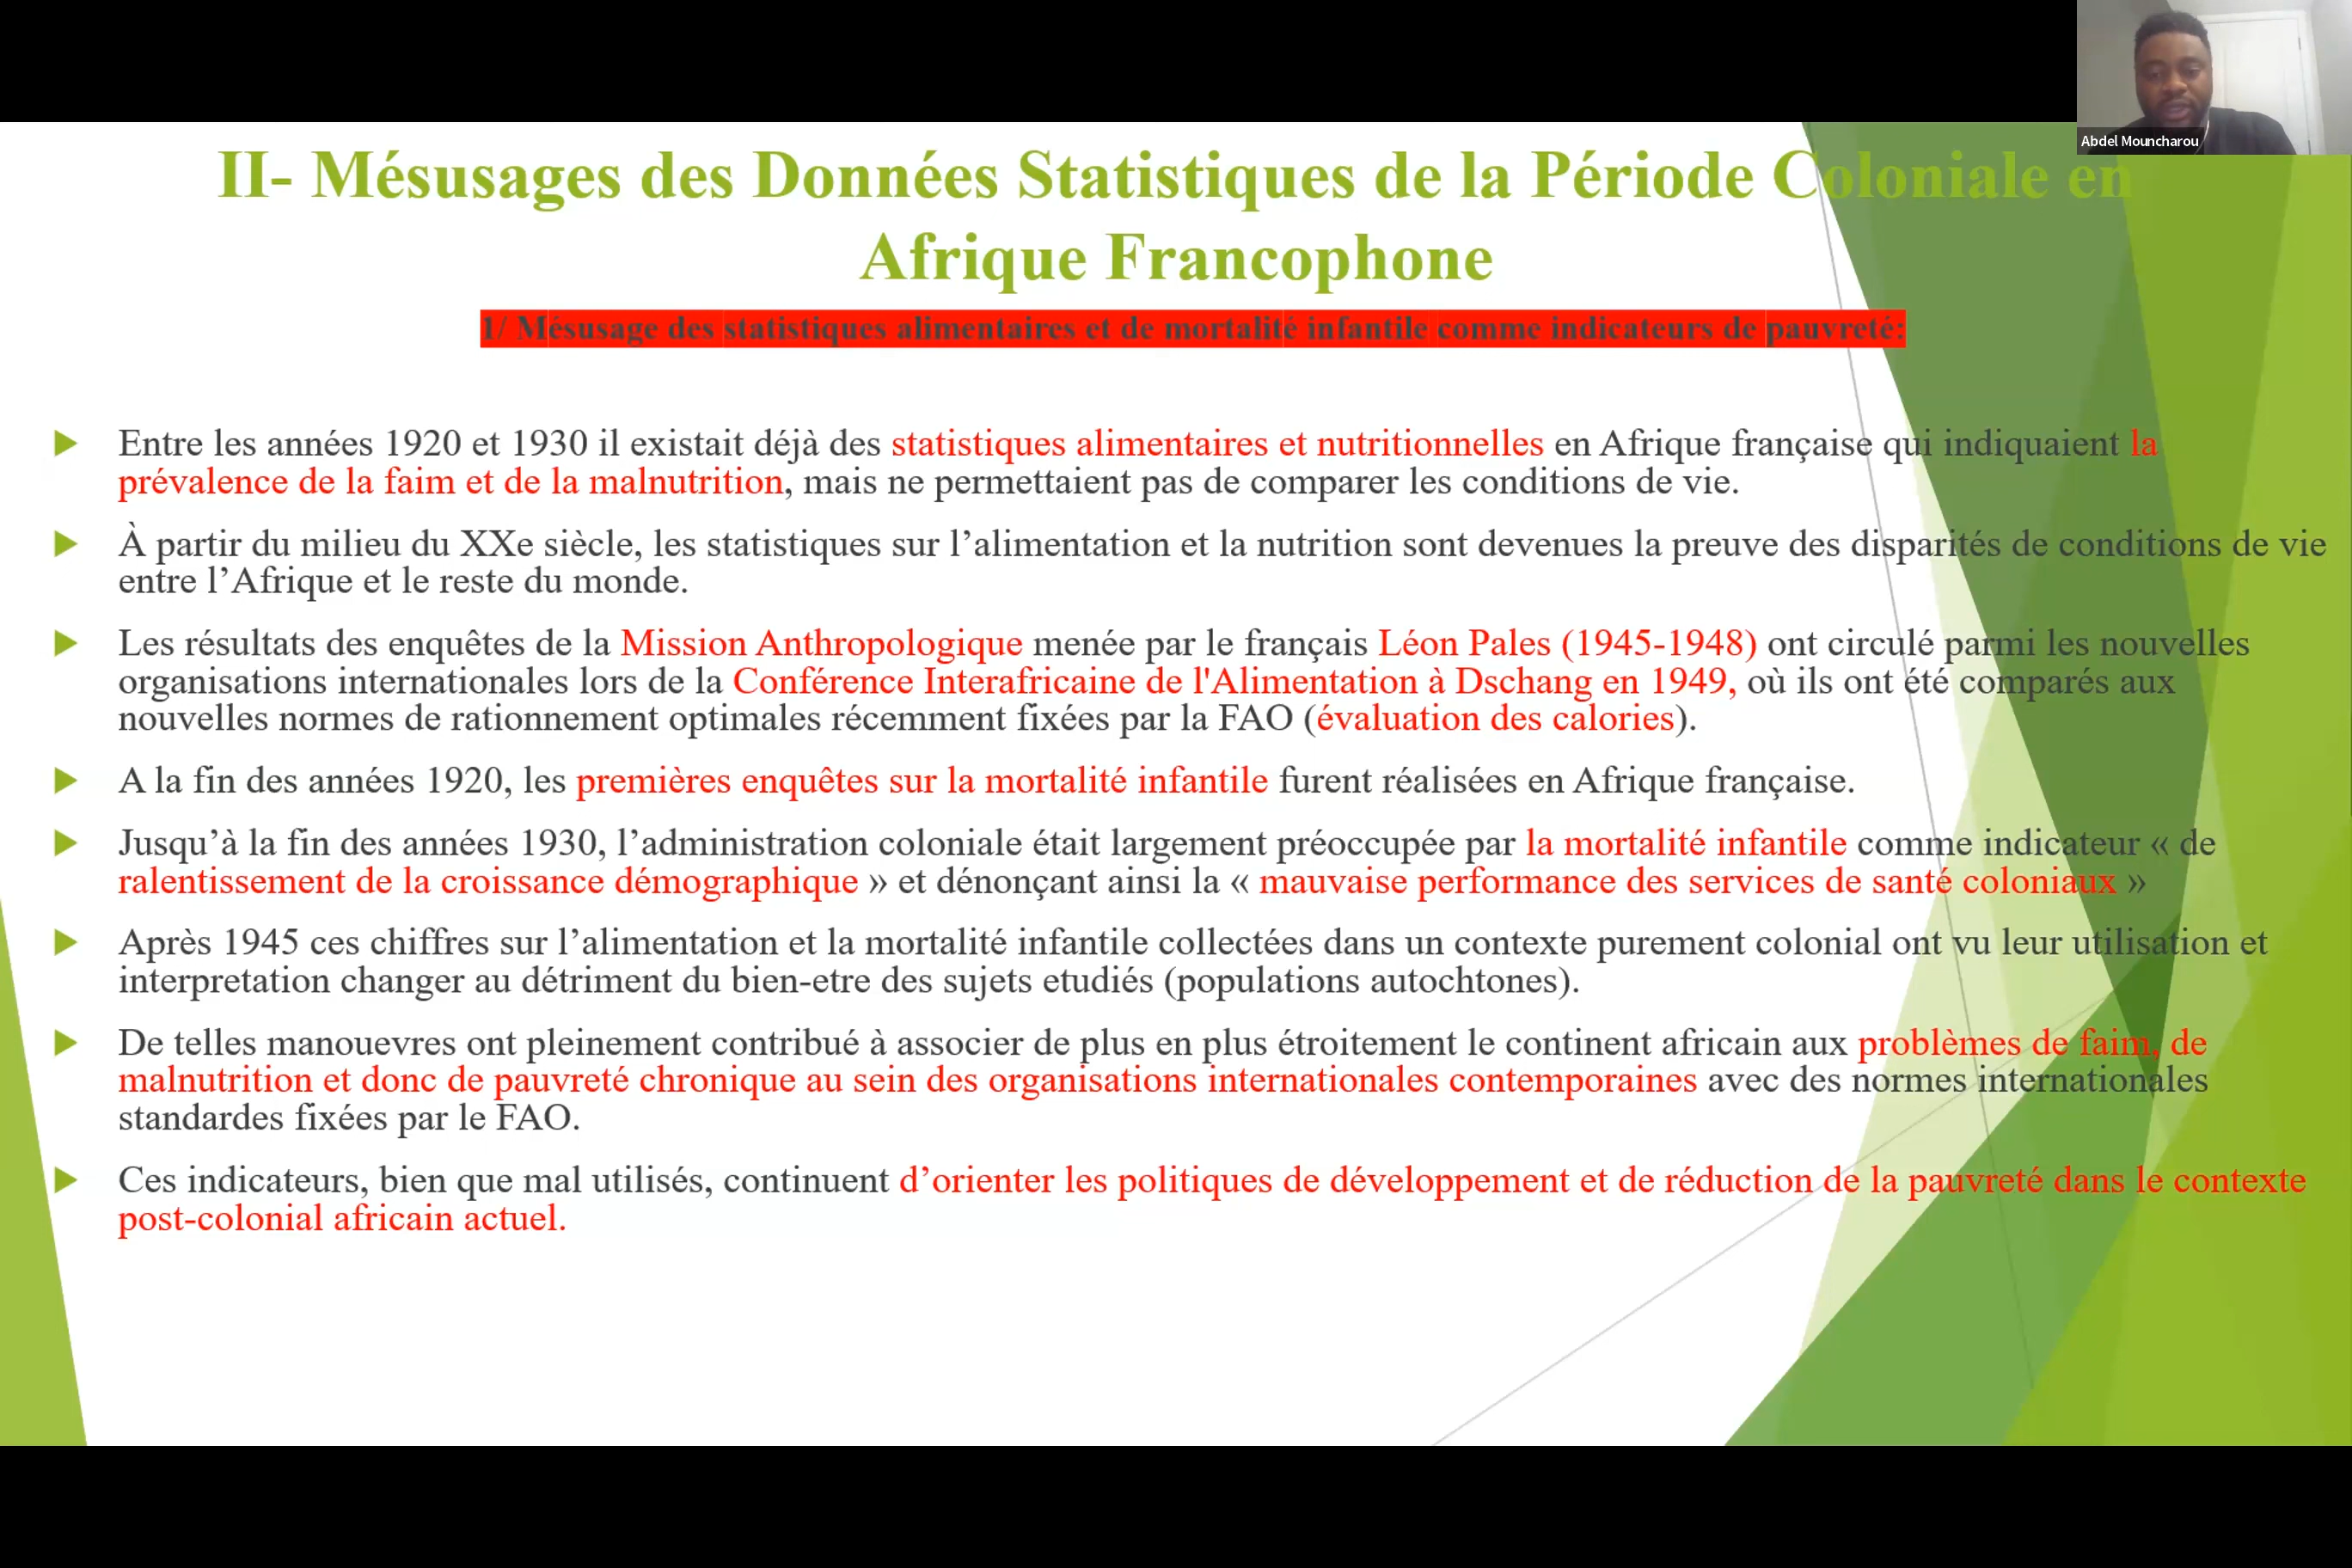 Abdel Mouncharou
II- Mésusages des Données Statistiques de la Période Coloniale en
Afrique Francophone
1/ Mésusage des statistiques alimentaires et de mortalité infantile comme indicateurs de pauvreté:
Entre les années 1920 et 1930 il existait déjà des statistiques alimentaires et nutritionnelles en Afrique française qui indiquaient la
prévalence de la faim et de la malnutrition, mais ne permettaient pas de comparer les conditions de vie.
À partir du milieu du XXe siècle, les statistiques sur l’alimentation et la nutrition sont devenues la preuve des disparités de conditions de vie
entre l’Afrique et le reste du monde.
Les résultats des enquêtes de la Mission Anthropologique menée par le français Léon Pales (1945-1948) ont circulé parmi les nouvelles
organisations internationales lors de la Conférence Interafricaine de l'Alimentation à Dschang en 1949, où ils ont été comparés aux
nouvelles normes de rationnement optimales récemment fixées par la FAO (évaluation des calories).
A la fin des années 1920, les premières enquêtes sur la mortalité infantile furent réalisées en Afrique française.
Jusqu’à la fin des années 1930, l’administration coloniale était largement préoccupée par la mortalité infantile comme indicateur « de
ralentissement de la croissance démographique » et dénonçant ainsi la « mauvaise performance des services de santé coloniaux »
Après 1945 ces chiffres sur l’alimentation et la mortalité infantile collectées dans un contexte purement colonial ont vu leur utilisation et
interpretation changer au détriment du bien-etre des sujets etudiés (populations autochtones).
De telles manouevres ont pleinement contribué à associer de plus en plus étroitement le continent africain aux problèmes de faim, de
malnutrition et donc de pauvreté chronique au sein des organisations internationales contemporaines avec des normes internationales
standardes fixées par le FAO.
Ces indicateurs, bien que mal utilisés, continuent d’orienter les politiques de développement et de réduction de la pauvreté dans le contexte
post-colonial africain actuel.